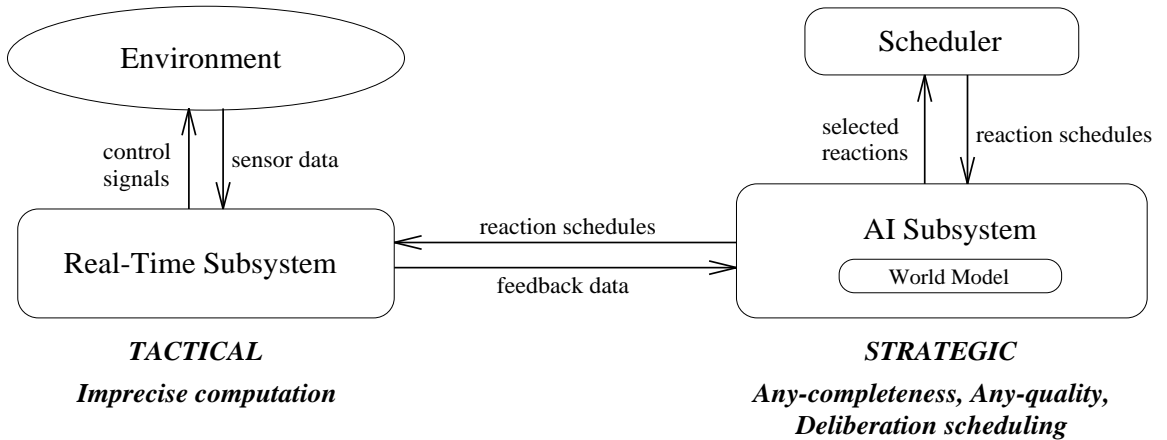 Environment
Scheduler
control
signals
sensor data
selected
reactions
reaction schedules
Real-Time Subsystem
reaction schedules
feedback data
AI Subsystem
World Model
TACTICAL
Imprecise computation
STRATEGIC
Any-completeness, Any-quality,
Deliberation scheduling